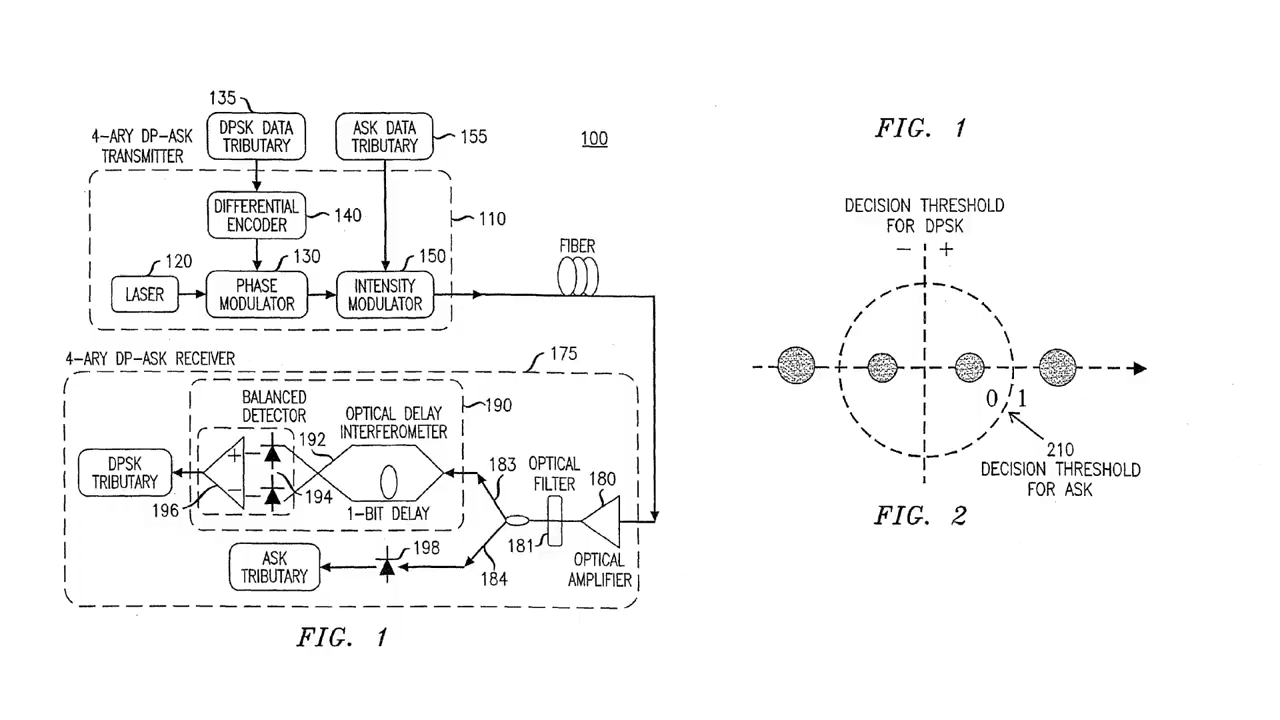 135
DPSK DATA
TRIBUTARY
ASK DATA
TRIBUTARY
155
100
4-ARY DP-ASK
TRANSMITTER
DIFFERENTIAL
ENCODER
140
110
120
LASER
130
PHASE
MODULATOR
150
INTENSITY
MODULATOR
FIBER
4-ARY DP-ASK RECEIVER
175
BALANCED
DETECTOR
190
OPTICAL DELAY
INTERFEROMETER
192
DPSK
TRIBUTARY
+
−
196
194
1-BIT DELAY
183
OPTICAL
FILTER
180
181
184
OPTICAL
AMPLIFIER
198
ASK
TRIBUTARY
FIG. 1
FIG. 1
DECISION THRESHOLD
FOR DPSK
− +
0 1
210
DECISION THRESHOLD
FOR ASK
FIG. 2